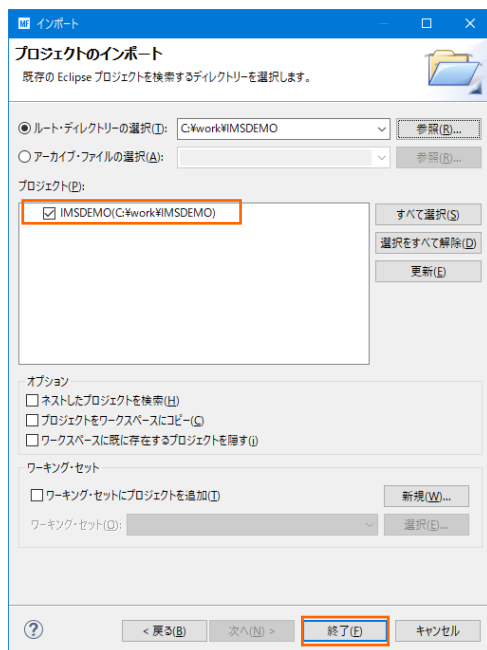 MF インポート
プロジェクトのインポート
既存の Eclipse プロジェクトを検索するディレクトリーを選択します。
ルート・ディレクトリーの選択(T): C:¥work¥IMSDEMO 参照(R)...
アーカイブ・ファイルの選択(A): 参照(R)...
プロジェクト(P):
IMSDEMO(C:¥work¥IMSDEMO) すべて選択(S)
選択をすべて解除(D)
更新(E)
オプション
ネストしたプロジェクトを検索(H)
プロジェクトをワークスペースにコピー(C)
ワークスペースに既に存在するプロジェクトを隠す(i)
ワーキング・セット
ワーキング・セットにプロジェクトを追加(T) 新規(W)...
ワーキング・セット(O): 選択(E)...
? < 戻る(B) 次へ(N) > 終了(F) キャンセル